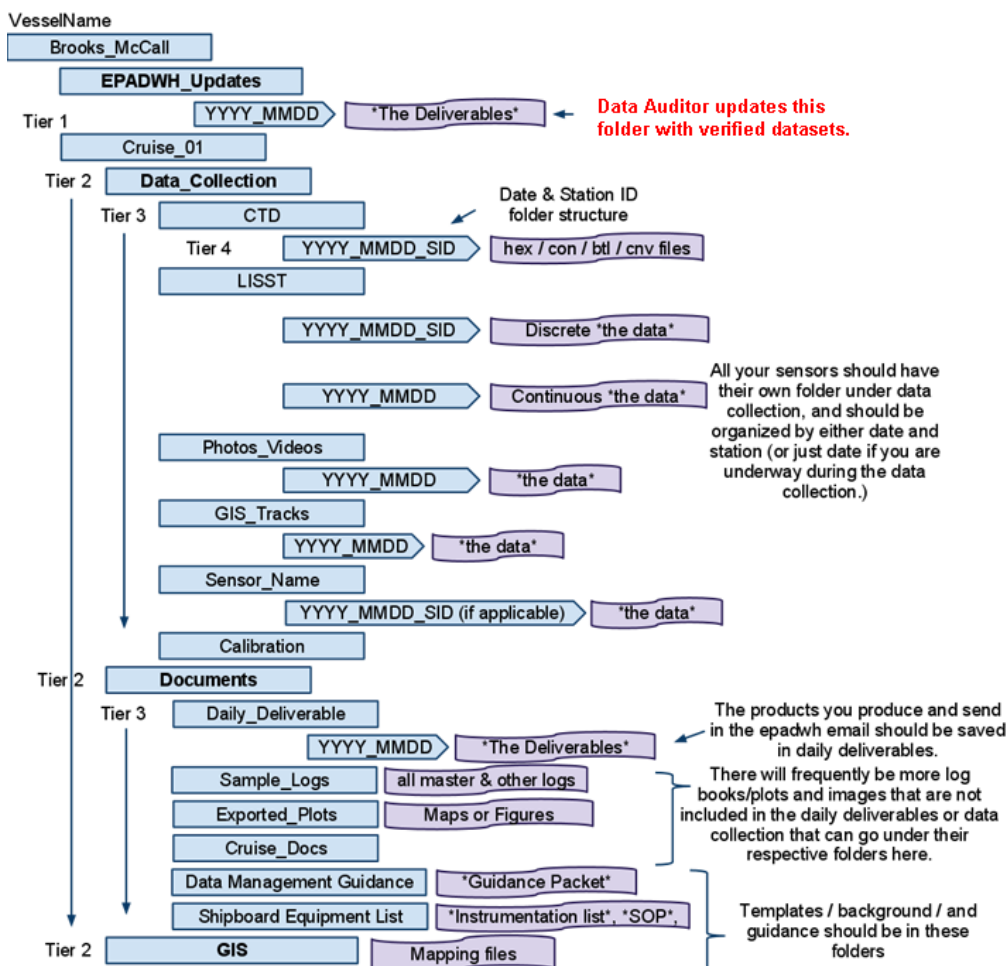 VesselName
Brooks_McCall
EPADWH_Updates
YYYY_MMDD
*The Deliverables*
Data Auditor updates this
folder with verified datasets.
Tier 1
Cruise_01
Tier 2
Data_Collection
Date & Station ID
folder structure
Tier 3
CTD
Tier 4
YYYY_MMDD_SID
hex / con / btl / cnv files
LISST
YYYY_MMDD_SID
Discrete *the data*
YYYY_MMDD
Continuous *the data*
All your sensors should have
their own folder under data
collection, and should be
organized by either date and
station (or just date if you are
underway during the data
collection.)
Photos_Videos
YYYY_MMDD
*the data*
GIS_Tracks
YYYY_MMDD
*the data*
Sensor_Name
YYYY_MMDD_SID (if applicable)
*the data*
Calibration
Tier 2
Documents
Tier 3
Daily_Deliverable
YYYY_MMDD
*The Deliverables*
The products you produce and send
in the epadwh email should be saved
in daily deliverables.
Sample_Logs
all master & other logs
Exported_Plots
Maps or Figures
Cruise_Docs
There will frequently be more log
books/plots and images that are not
included in the daily deliverables or data
collection that can go under their
respective folders here.
Data Management Guidance
*Guidance Packet*
Shipboard Equipment List
*Instrumentation list*, *SOP*,
Templates / background / and
guidance should be in these
folders
Tier 2
GIS
Mapping files